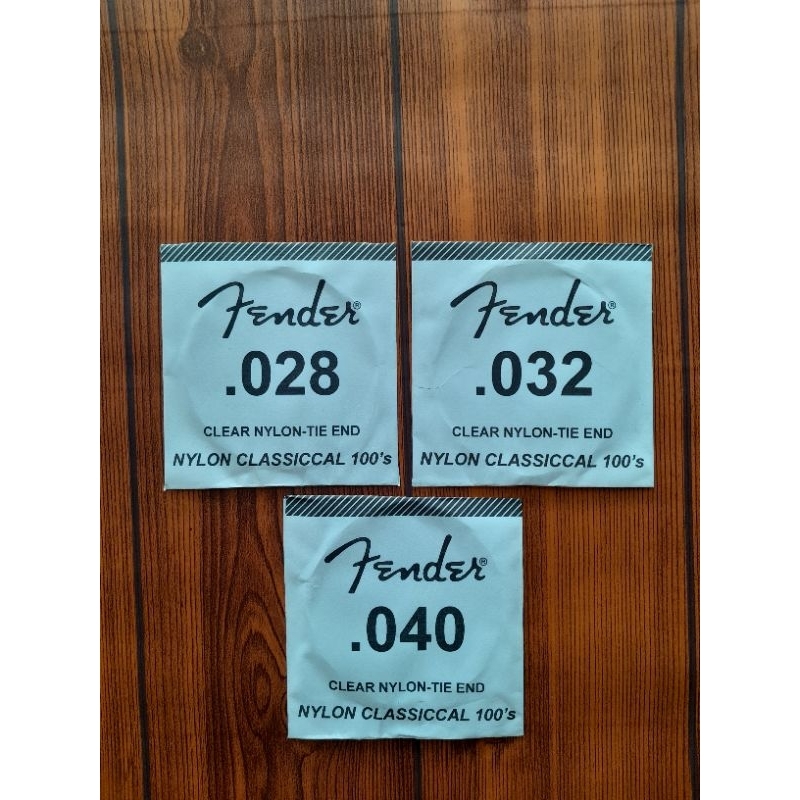 Fender®
.028
CLEAR NYLON-TIE END
NYLON CLASSICCAL 100's
Fender®
.032
CLEAR NYLON-TIE END
NYLON CLASSICCAL 100's
Fender®
.040
CLEAR NYLON-TIE END
NYLON CLASSICCAL 100's